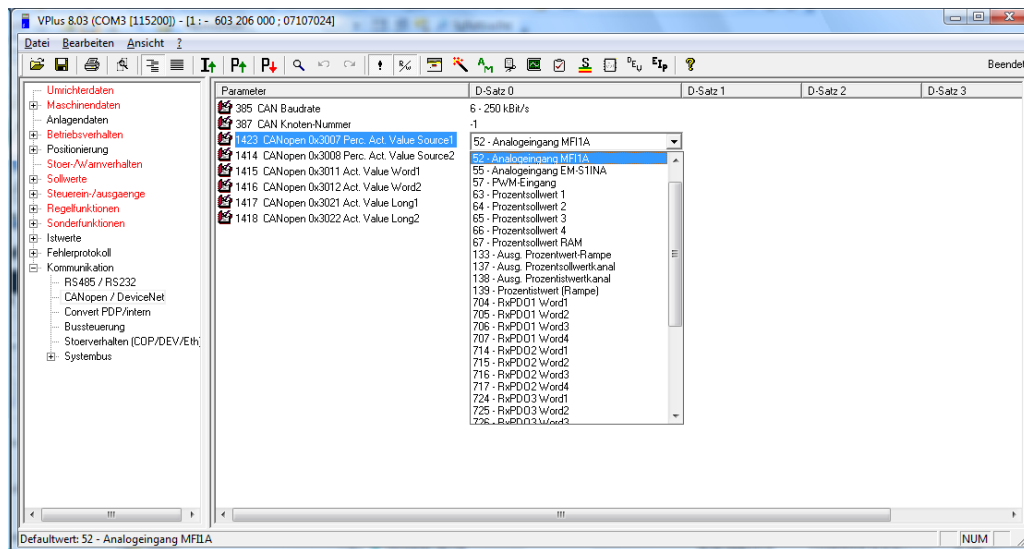 VPlus 8.03 (COM3 [115200]) - [1 : - 603 206 000 ; 07107024]
Datei Bearbeiten Ansicht ?
Beendet
Parameter D-Satz 0 D-Satz 1 D-Satz 2 D-Satz 3
Umrichterdaten
Maschinendaten
Anlagendaten
Betriebsverhalten
Positionierung
Stoer-/Warnverhalten
Sollwerte
Steuerein-/ausgaenge
Regelfunktionen
Sonderfunktionen
Istwerte
Fehlerprotokoll
Kommunikation
RS485 / RS232
CANopen / DeviceNet
Convert PDP/intern
Bussteuerung
Stoerverhalten (COP/DEV/Eth)
Systembus
385 CAN Baudrate 6 - 250 kBit/s
387 CAN Knoten-Nummer -1
1423 CANopen 0x3007 Perc. Act. Value Source1 52 - Analogeingang MFI1A
1414 CANopen 0x3008 Perc. Act. Value Source2
1415 CANopen 0x3011 Act. Value Word1
1416 CANopen 0x3012 Act. Value Word2
1417 CANopen 0x3021 Act. Value Long1
1418 CANopen 0x3022 Act. Value Long2
52 - Analogeingang MFI1A
55 - Analogeingang EM-S1INA
57 - PWM-Eingang
63 - Prozentsollwert 1
64 - Prozentsollwert 2
65 - Prozentsollwert 3
66 - Prozentsollwert 4
67 - Prozentsollwert RAM
133 - Ausg. Prozentwert-Rampe
137 - Ausg. Prozentsollwertkanal
138 - Ausg. Prozentistwertkanal
139 - Prozentistwert (Rampe)
704 - RxPDO1 Word1
705 - RxPDO1 Word2
706 - RxPDO1 Word3
707 - RxPDO1 Word4
714 - RxPDO2 Word1
715 - RxPDO2 Word2
716 - RxPDO2 Word3
717 - RxPDO2 Word4
724 - RxPDO3 Word1
725 - RxPDO3 Word2
726 - RxPDO3 Word3
Defaultwert: 52 - Analogeingang MFI1A NUM